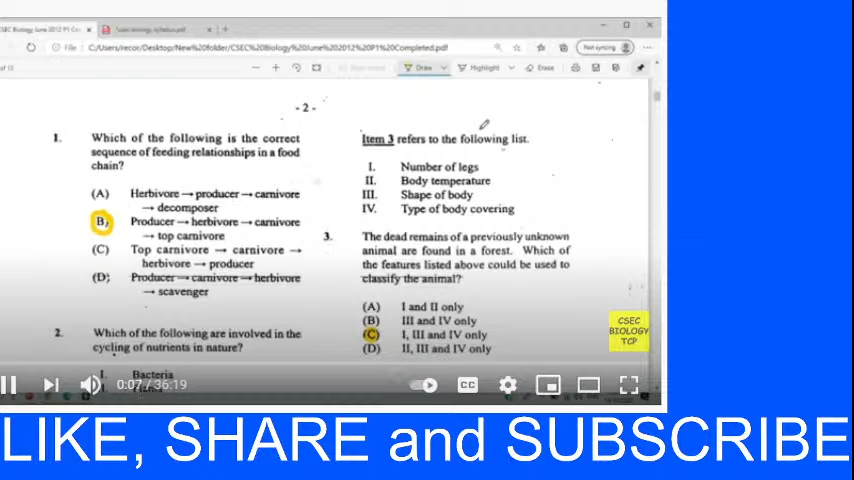 CSEC Biology June 2012 P1 Com
File
C:/Users/recor/Desktop/New%20folder/CSEC%20Biology%20June%202012%20P1%20Completed.pdf
Not syncing
of 13
Draw
Highlight
Erase
- 2 -
1. Which of the following is the correct
sequence of feeding relationships in a food
chain?
(A) Herbivore → producer → carnivore
→ decomposer
B, Producer → herbivore → carnivore
→ top carnivore
(C) Top carnivore → carnivore →
herbivore → producer
(D) Producer → carnivore → herbivore
→ scavenger
2. Which of the following are involved in the
cycling of nutrients in nature?
I. Bacteria
Item 3 refers to the following list.
I. Number of legs
II. Body temperature
III. Shape of body
IV. Type of body covering
3. The dead remains of a previously unknown
animal are found in a forest. Which of
the features listed above could be used to
classify the animal?
(A) I and II only
(B) III and IV only
(C) I, III and IV only
(D) II, III and IV only
CSEC
BIOLOGY
TCP
0:07 / 36:19
CC
LIKE, SHARE and SUBSCRIBE